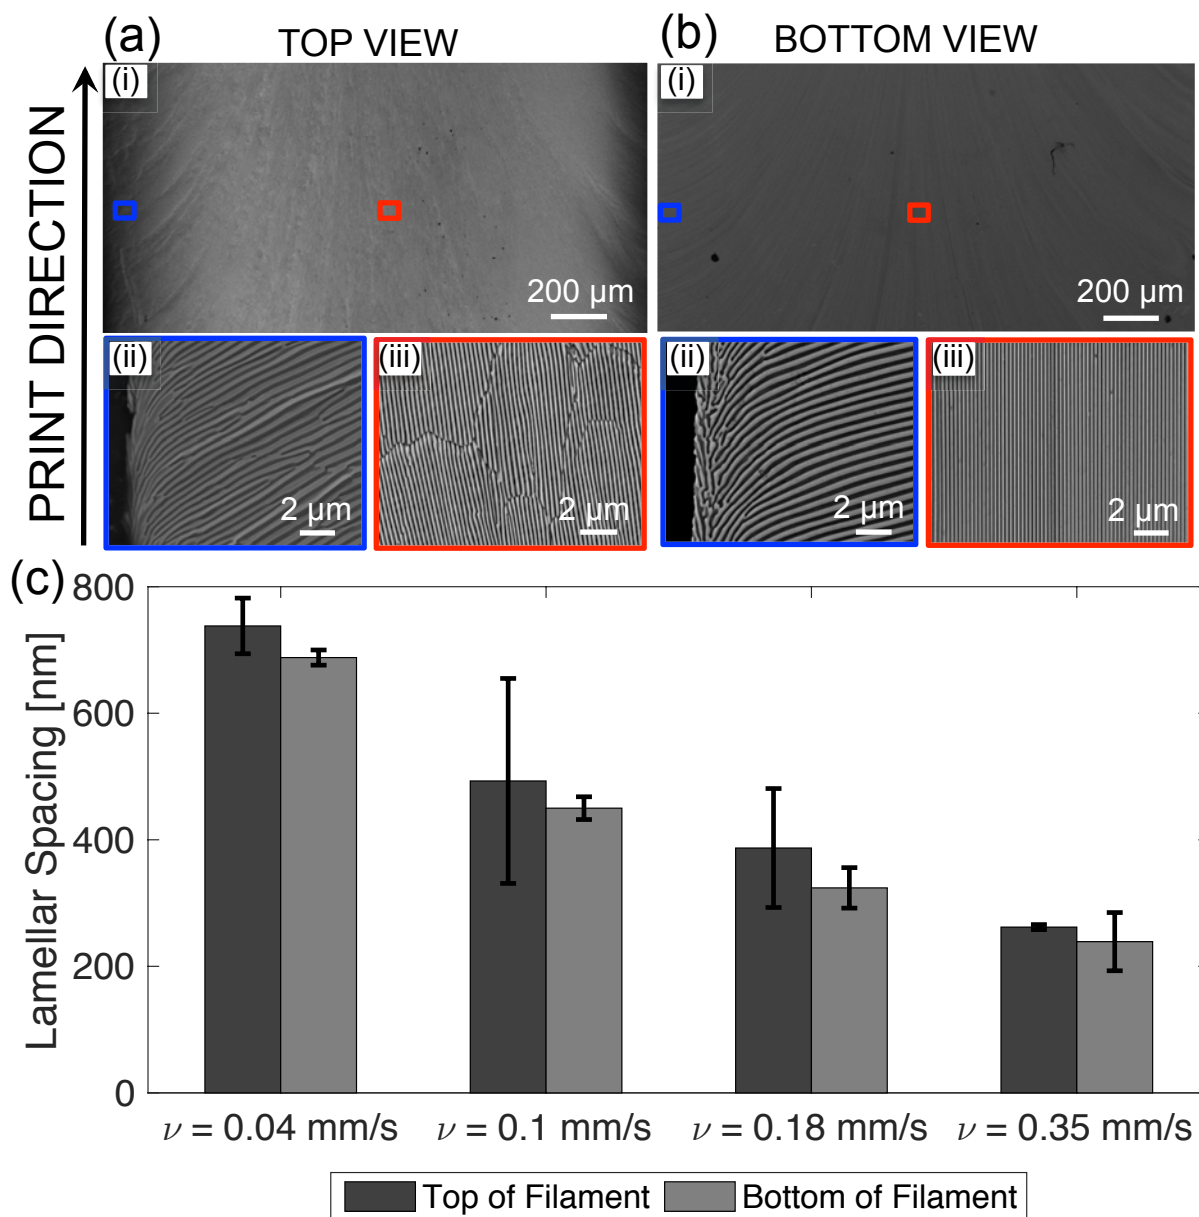 (a)
TOP VIEW
(b)
BOTTOM VIEW
PRINT DIRECTION
(i)
200 μm
(i)
200 μm
(ii)
2 μm
(iii)
2 μm
(ii)
2 μm
(iii)
2 μm
(c)
Lamellar Spacing [nm]
800
600
400
200
0
ν = 0.04 mm/s
ν = 0.1 mm/s
ν = 0.18 mm/s
ν = 0.35 mm/s
Top of Filament
Bottom of Filament